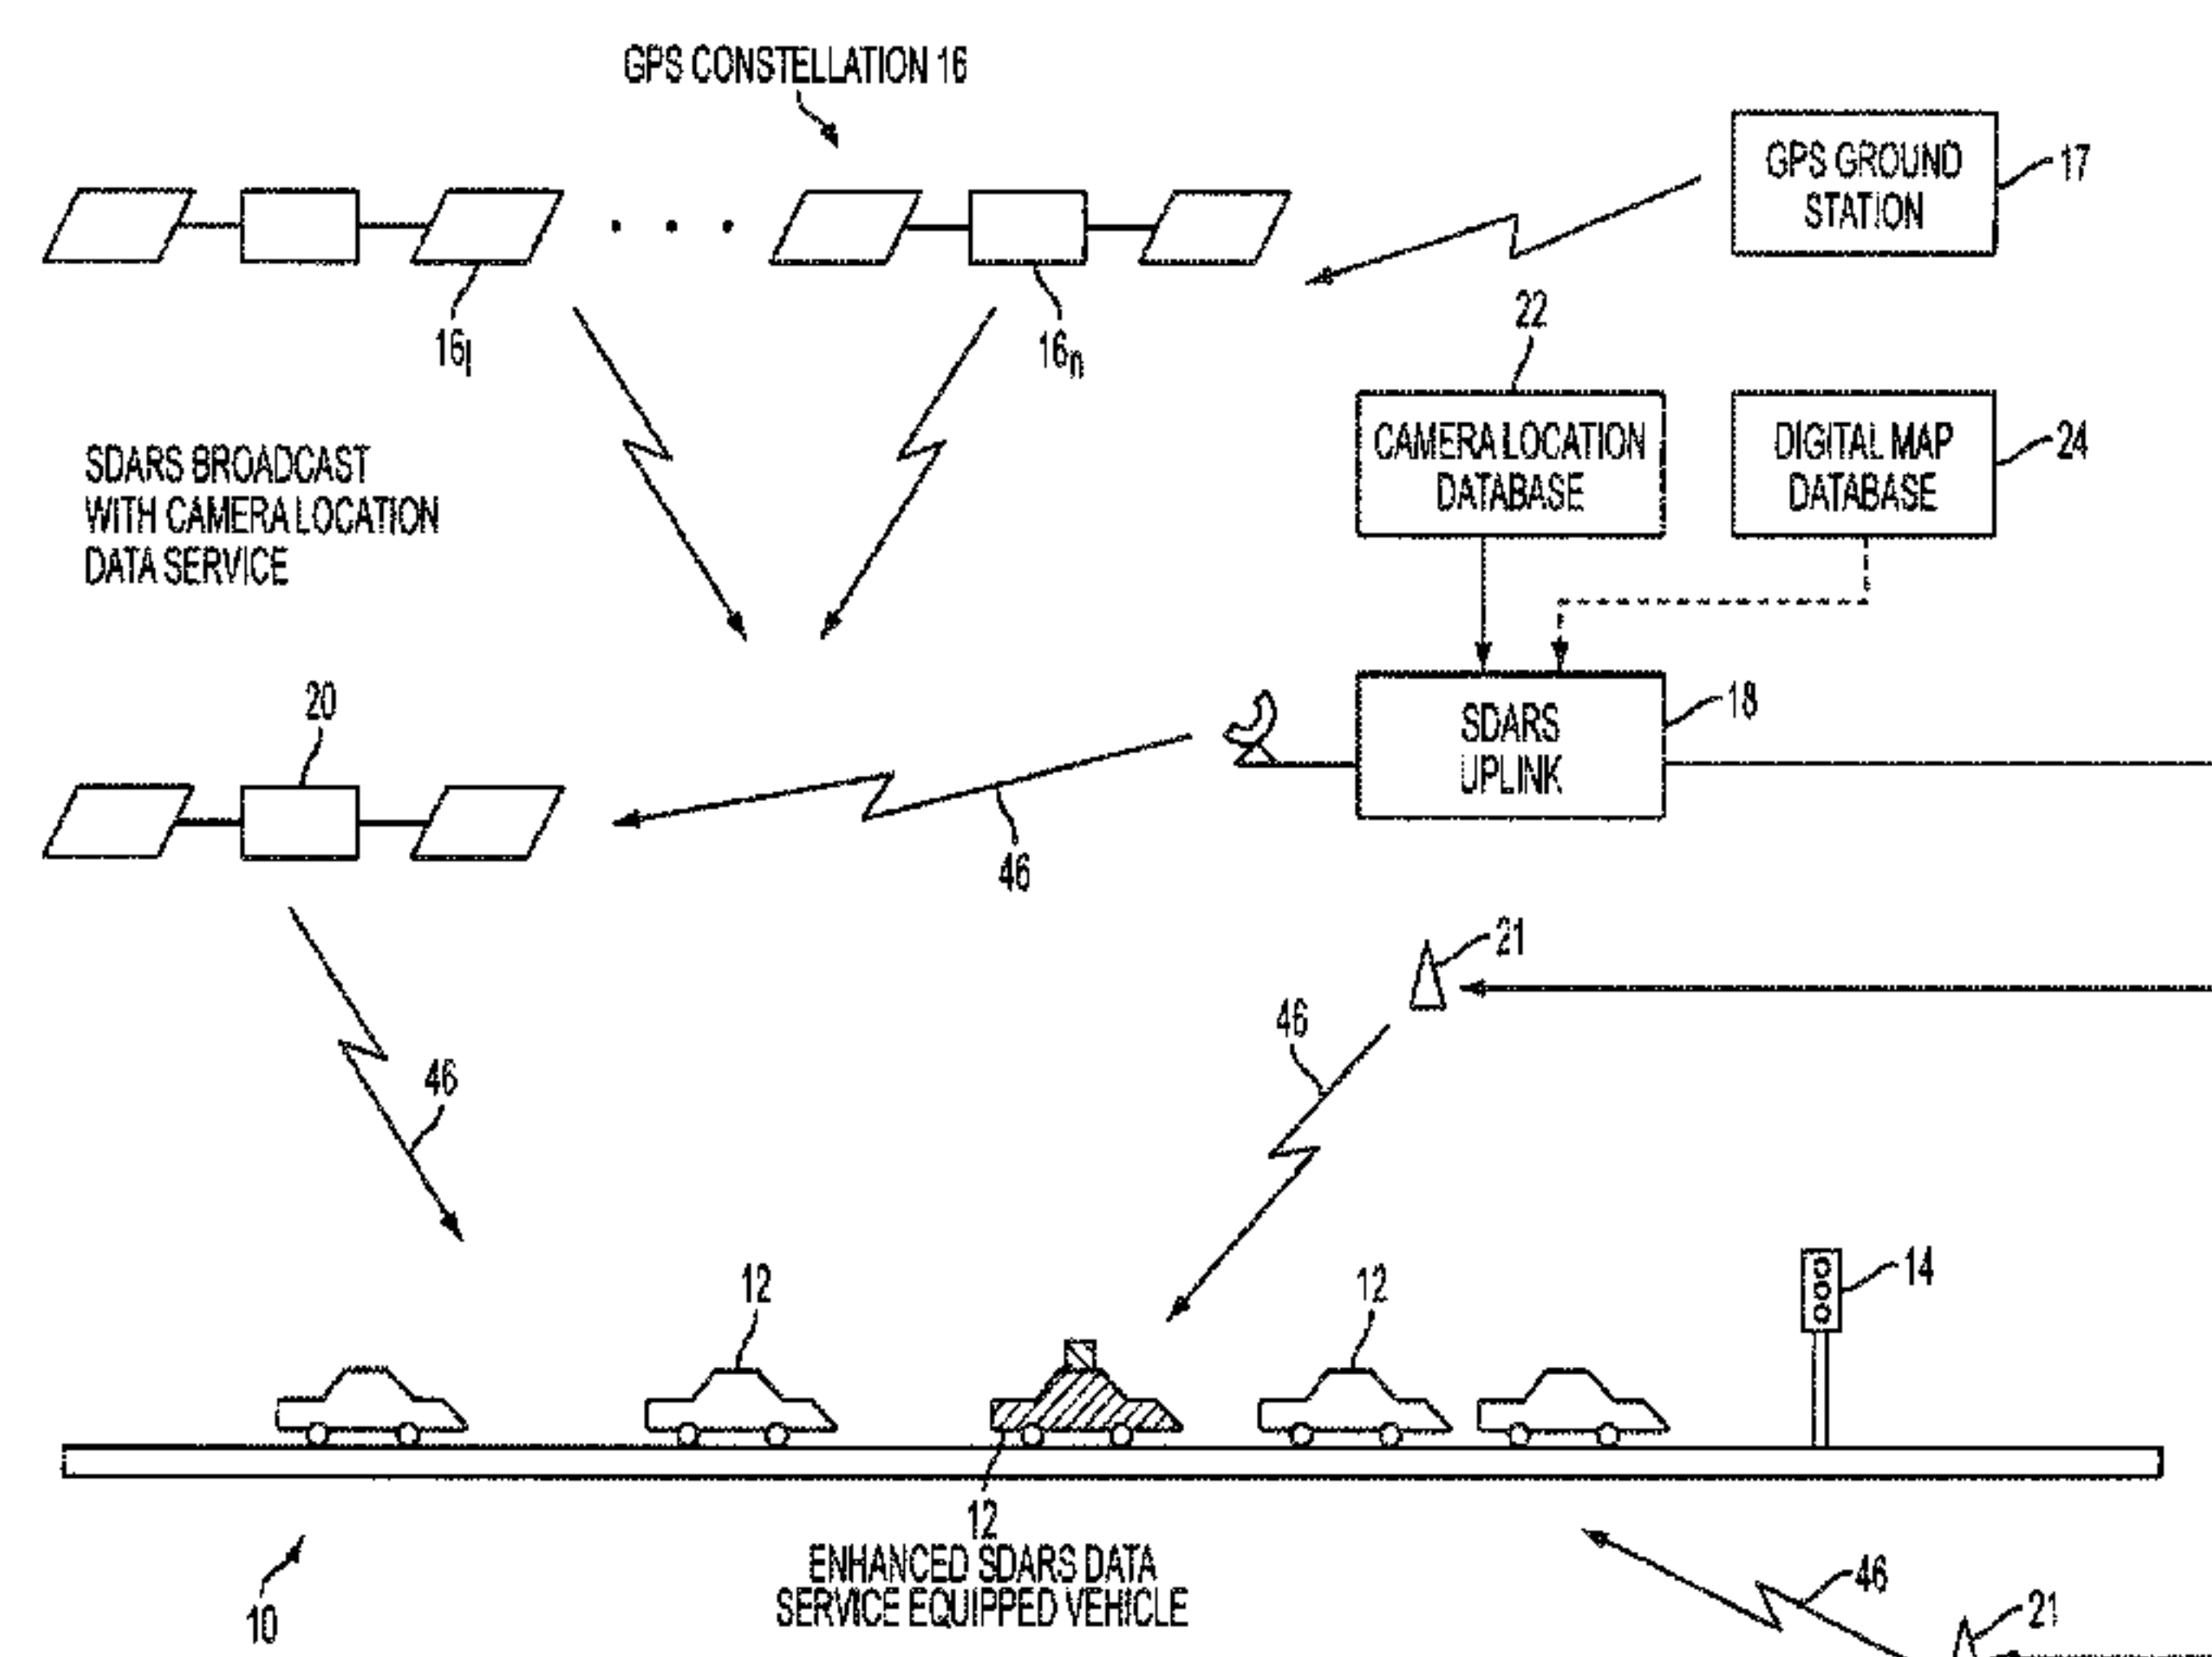 GPS CONSTELLATION 16
GPS GROUND
STATION
17
16l
16n
22
CAMERA LOCATION
DATABASE
DIGITAL MAP
DATABASE
24
SDARS BROADCAST
WITH CAMERA LOCATION
DATA SERVICE
20
SDARS
UPLINK
18
46
21
46
46
12
12
14
12
ENHANCED SDARS DATA
SERVICE EQUIPPED VEHICLE
10
46
21